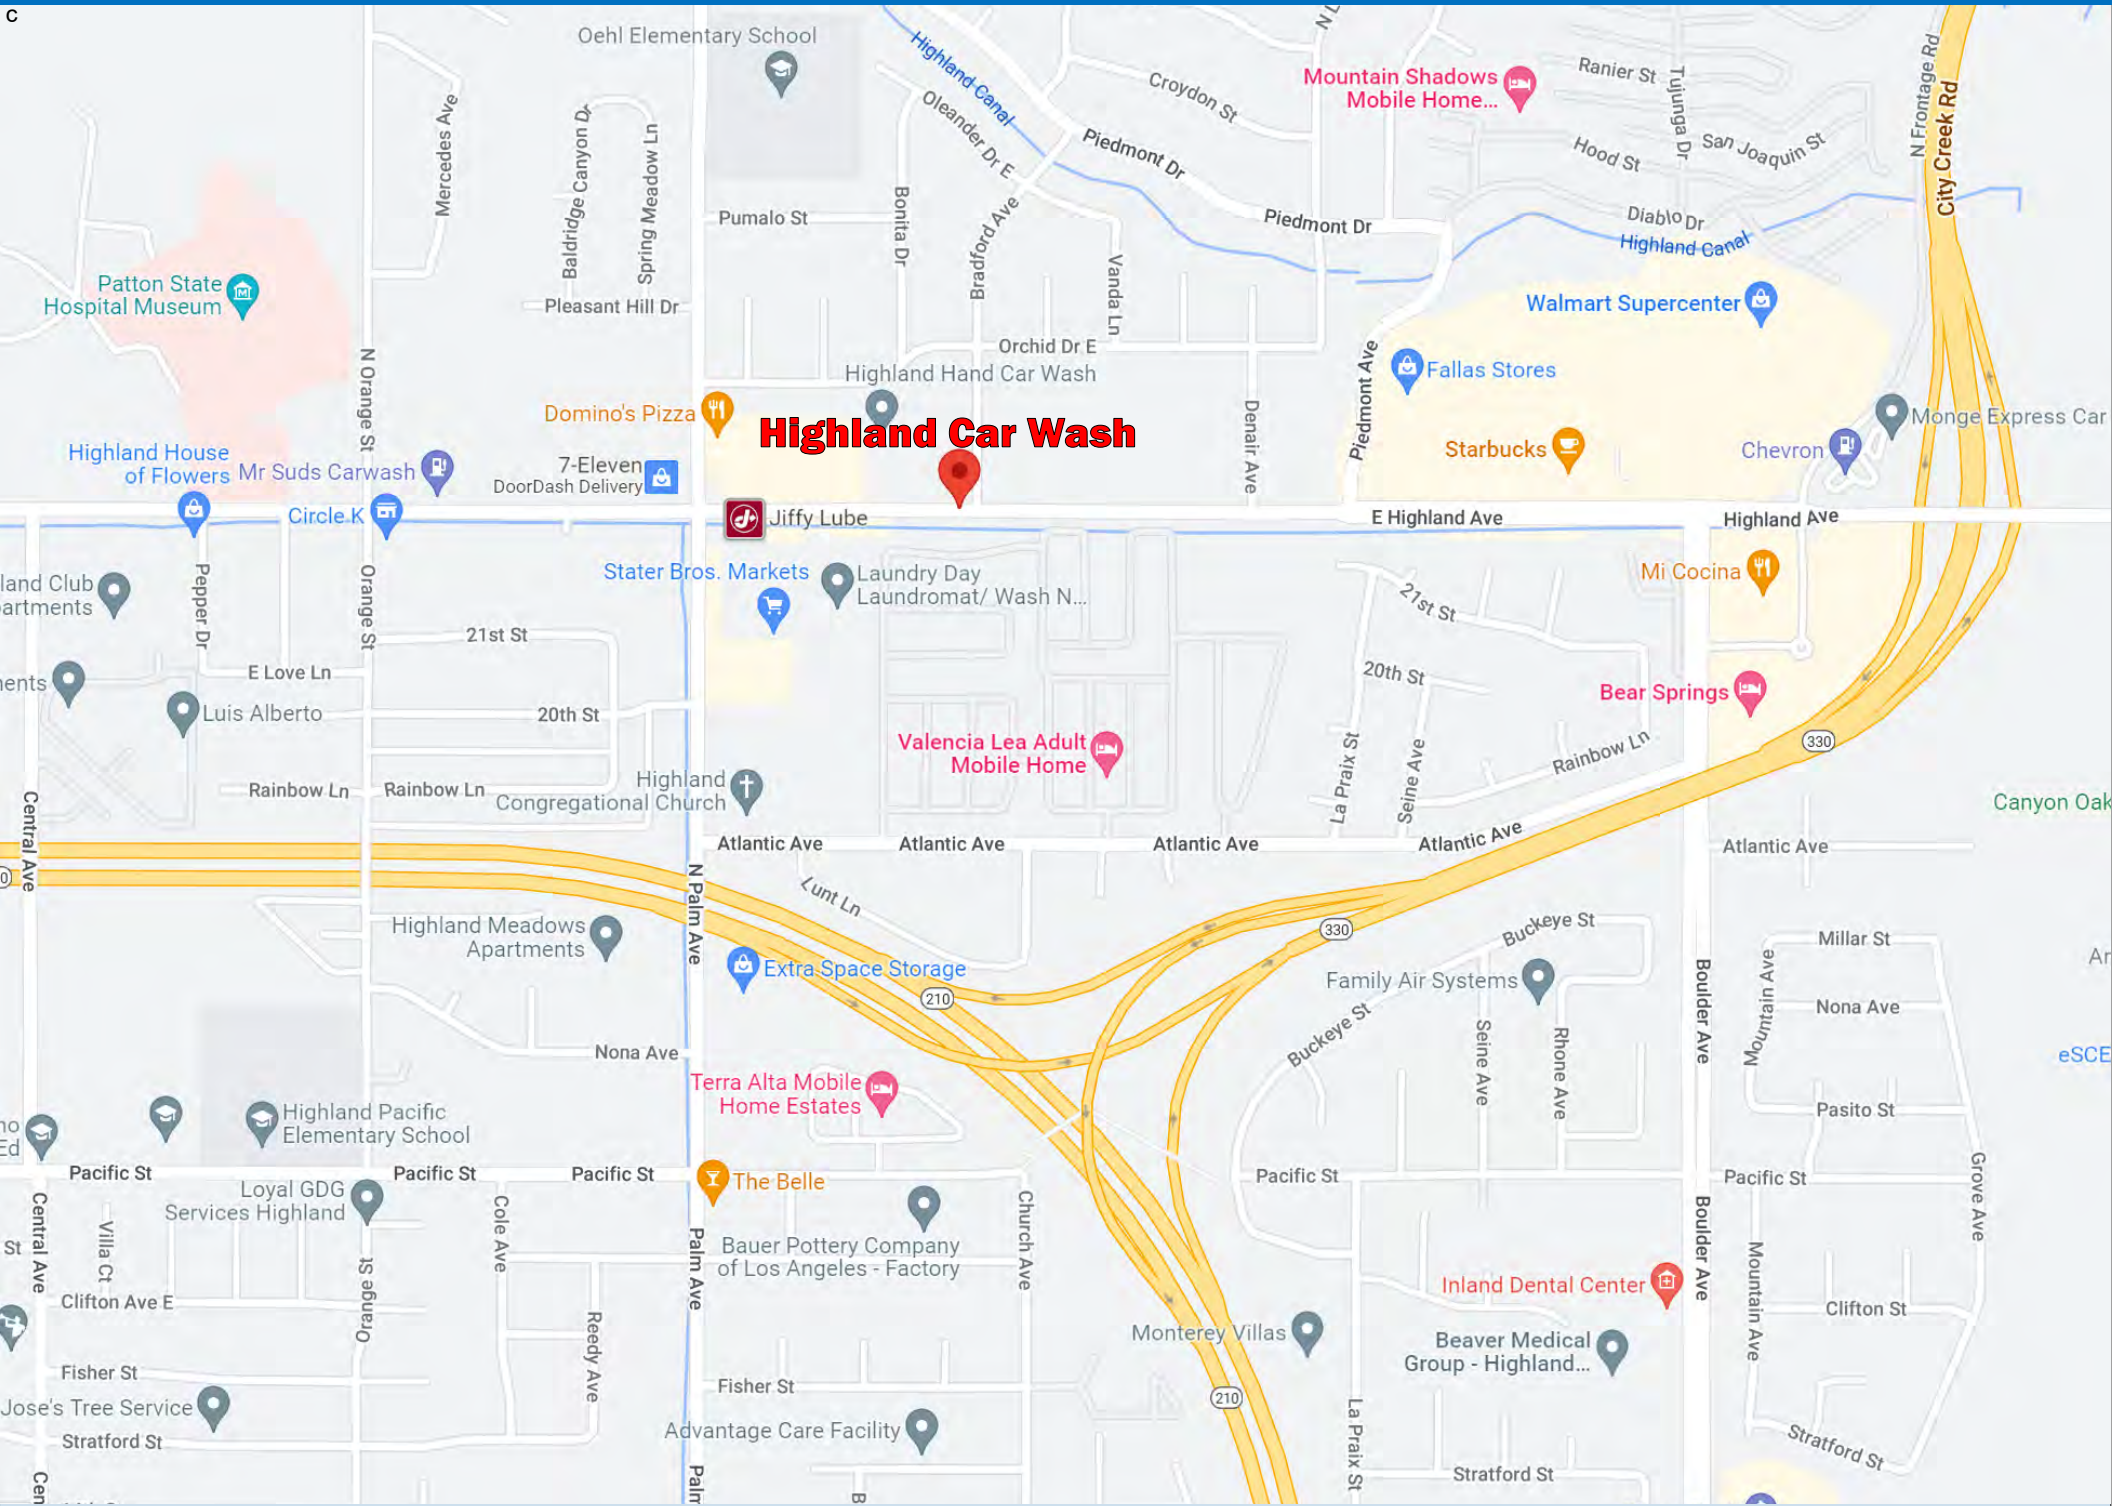 c
Oehl Elementary School
Highland Canal
Croydon St
Mountain Shadows
Mobile Home...
Ranier St
Tujunga Dr
San Joaquin St
Hood St
N Frontage Rd
City Creek Rd
Mercedes Ave
Baldridge Canyon Dr
Spring Meadow Ln
Oleander Dr E
Piedmont Dr
Pumalo St
Bonita Dr
Bradford Ave
Vanda Ln
Piedmont Dr
Diablo Dr
Highland Canal
Patton State
Hospital Museum
Pleasant Hill Dr
Walmart Supercenter
N Orange St
Orchid Dr E
Highland Hand Car Wash
Piedmont Ave
Fallas Stores
Domino's Pizza
Highland Car Wash
Denair Ave
Starbucks
Monge Express Car
Chevron
Highland House
of Flowers
Mr Suds Carwash
7-Eleven
DoorDash Delivery
Circle K
Jiffy Lube
E Highland Ave
Highland Ave
land Club
artments
Pepper Dr
Orange St
Stater Bros. Markets
Laundry Day
Laundromat/ Wash N...
21st St
Mi Cocina
21st St
E Love Ln
20th St
ents
Luis Alberto
20th St
Bear Springs
Valencia Lea Adult
Mobile Home
La Praix St
Seine Ave
Rainbow Ln
330
Central Ave
Rainbow Ln
Rainbow Ln
Highland
Congregational Church
Canyon Oak
Atlantic Ave
Atlantic Ave
Atlantic Ave
Atlantic Ave
Atlantic Ave
0
N Palm Ave
Lunt Ln
Highland Meadows
Apartments
330
Buckeye St
Millar St
Ar
Extra Space Storage
210
Family Air Systems
Boulder Ave
Mountain Ave
Nona Ave
Buckeye St
Seine Ave
Rhone Ave
Nona Ave
eSCE
Terra Alta Mobile
Home Estates
Highland Pacific
Elementary School
no
Ed
Pasito St
Pacific St
Pacific St
Pacific St
The Belle
Pacific St
Pacific St
Grove Ave
Loyal GDG
Services Highland
Central Ave
St
Villa Ct
Orange St
Cole Ave
Palm Ave
Bauer Pottery Company
of Los Angeles - Factory
Church Ave
Boulder Ave
Mountain Ave
Inland Dental Center
Clifton Ave E
Clifton St
Reedy Ave
Monterey Villas
Beaver Medical
Group - Highland...
Fisher St
Fisher St
210
La Praix St
Jose's Tree Service
Advantage Care Facility
Stratford St
Stratford St
Stratford St
Cen
Palm
B